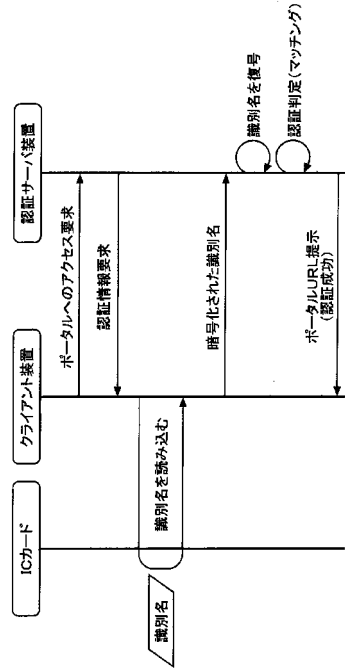 ICカード
クライアント装置
認証サーバ装置
ポータルへのアクセス要求
認証情報要求
識別名
識別名を読み込む
暗号化された識別名
識別名を復号
認証判定(マッチング)
ポータルURL提示
(認証成功)